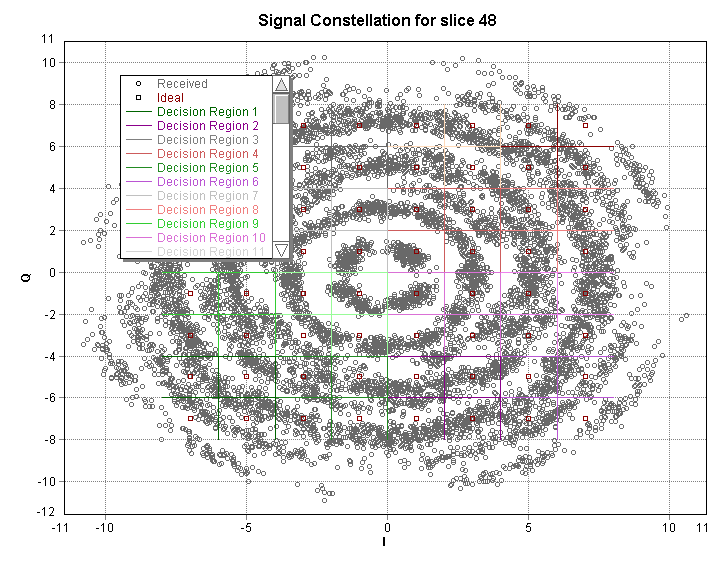 Signal Constellation for slice 48
11
10
8
6
4
2
0
-2
-4
-6
-8
-10
-12
Q
Received
Ideal
Decision Region 1
Decision Region 2
Decision Region 3
Decision Region 4
Decision Region 5
Decision Region 6
Decision Region 7
Decision Region 8
Decision Region 9
Decision Region 10
Decision Region 11
-11 -10 -5 0 5 10 11
I